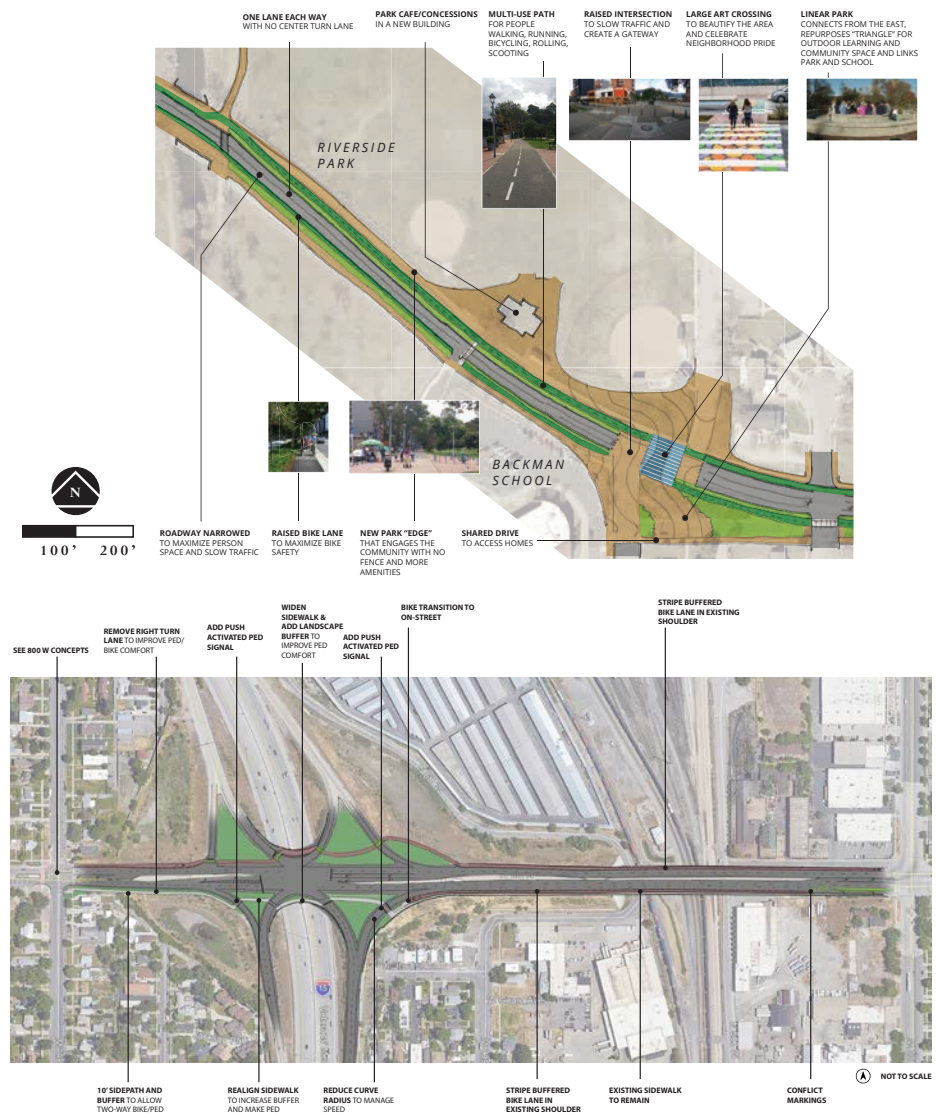 ONE LANE EACH WAY
WITH NO CENTER TURN LANE
PARK CAFE/CONCESSIONS
IN A NEW BUILDING
MULTI-USE PATH
FOR PEOPLE
WALKING, RUNNING,
BICYCLING, ROLLING,
SCOOTING
RAISED INTERSECTION
TO SLOW TRAFFIC AND
CREATE A GATEWAY
LARGE ART CROSSING
TO BEAUTIFY THE AREA
AND CELEBRATE
NEIGHBORHOOD PRIDE
LINEAR PARK
CONNECTS FROM THE EAST,
REPURPOSES "TRIANGLE" FOR
OUTDOOR LEARNING AND
COMMUNITY SPACE AND LINKS
PARK AND SCHOOL
RIVERSIDE
PARK
BACKMAN
SCHOOL
N
100' 200'
ROADWAY NARROWED
TO MAXIMIZE PERSON
SPACE AND SLOW TRAFFIC
RAISED BIKE LANE
TO MAXIMIZE BIKE
SAFETY
NEW PARK "EDGE"
THAT ENGAGES THE
COMMUNITY WITH NO
FENCE AND MORE
AMENITIES
SHARED DRIVE
TO ACCESS HOMES
SEE 800 W CONCEPTS
REMOVE RIGHT TURN
LANE TO IMPROVE PED/
BIKE COMFORT
ADD PUSH
ACTIVATED PED
SIGNAL
WIDEN
SIDEWALK &
ADD LANDSCAPE
BUFFER TO
IMPROVE PED
COMFORT
ADD PUSH
ACTIVATED PED
SIGNAL
BIKE TRANSITION TO
ON-STREET
STRIPE BUFFERED
BIKE LANE IN EXISTING
SHOULDER
15
NOT TO SCALE
10' SIDEPATH AND
BUFFER TO ALLOW
TWO-WAY BIKE/PED
REALIGN SIDEWALK
TO INCREASE BUFFER
AND MAKE PED
REDUCE CURVE
RADIUS TO MANAGE
SPEED
STRIPE BUFFERED
BIKE LANE IN
EXISTING SHOULDER
EXISTING SIDEWALK
TO REMAIN
CONFLICT
MARKINGS